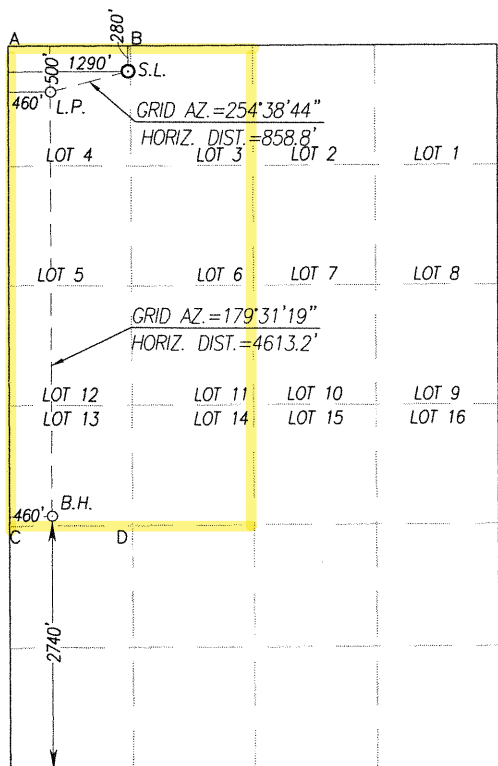 A
B
280'
1290'
500'
S.L.
460'
L.P.
GRID AZ.=254°38'44"
HORIZ. DIST.=858.8'
LOT 4
LOT 3
LOT 2
LOT 1
LOT 5
LOT 6
LOT 7
LOT 8
GRID AZ.=179°31'19"
HORIZ. DIST.=4613.2'
LOT 12
LOT 11
LOT 10
LOT 9
LOT 13
LOT 14
LOT 15
LOT 16
460'
B.H.
C
D
2740'